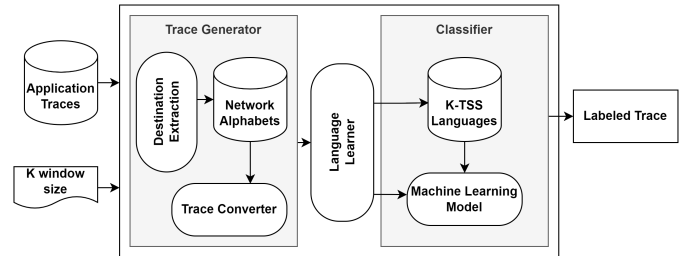 Trace Generator
Classifier
Application
Traces
Destination
Extraction
Network
Alphabets
Language
Learner
K-TSS
Languages
Labeled Trace
K window
size
Trace Converter
Machine Learning
Model